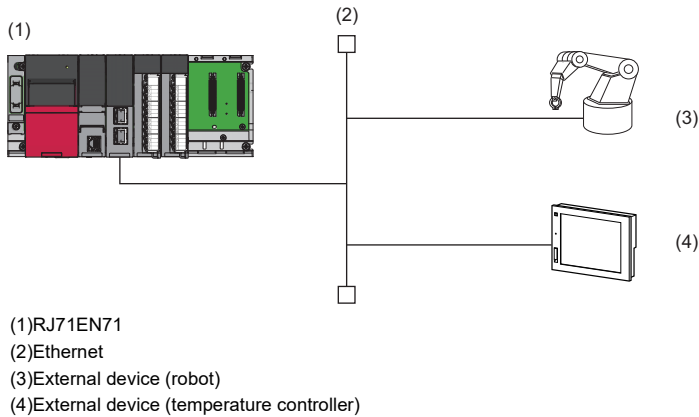 (1)
(2)
(3)
(4)
(1)RJ71EN71
(2)Ethernet
(3)External device (robot)
(4)External device (temperature controller)